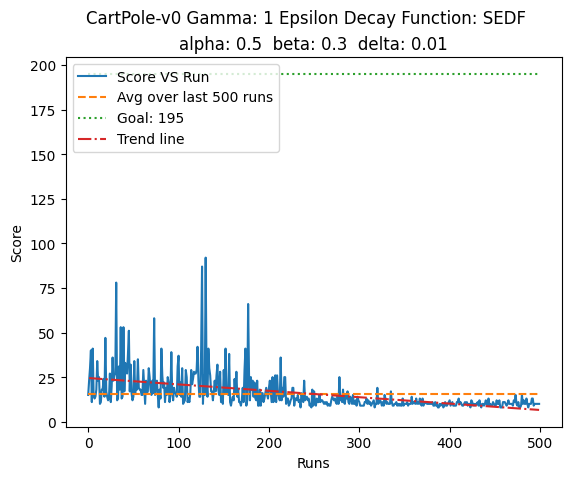 CartPole-v0 Gamma: 1 Epsilon Decay Function: SEDF
alpha: 0.5 beta: 0.3 delta: 0.01
Score VS Run
Avg over last 500 runs
Goal: 195
Trend line
200
175
150
125
100
75
50
25
0
Score
0 100 200 300 400 500
Runs